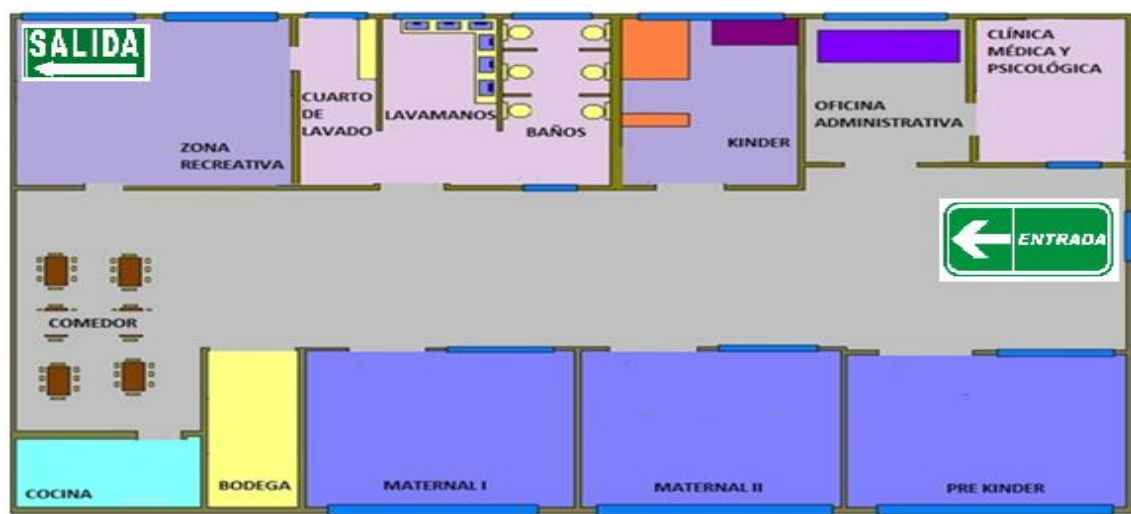 SALIDA
ZONA
RECREATIVA
CUARTO
DE
LAVADO
LAVAMANOS
BAÑOS
KINDER
OFICINA
ADMINISTRATIVA
CLÍNICA
MÉDICA Y
PSICOLÓGICA
ENTRADA
COMEDOR
COCINA
BODEGA
MATERNAL I
MATERNAL II
PRE KINDER